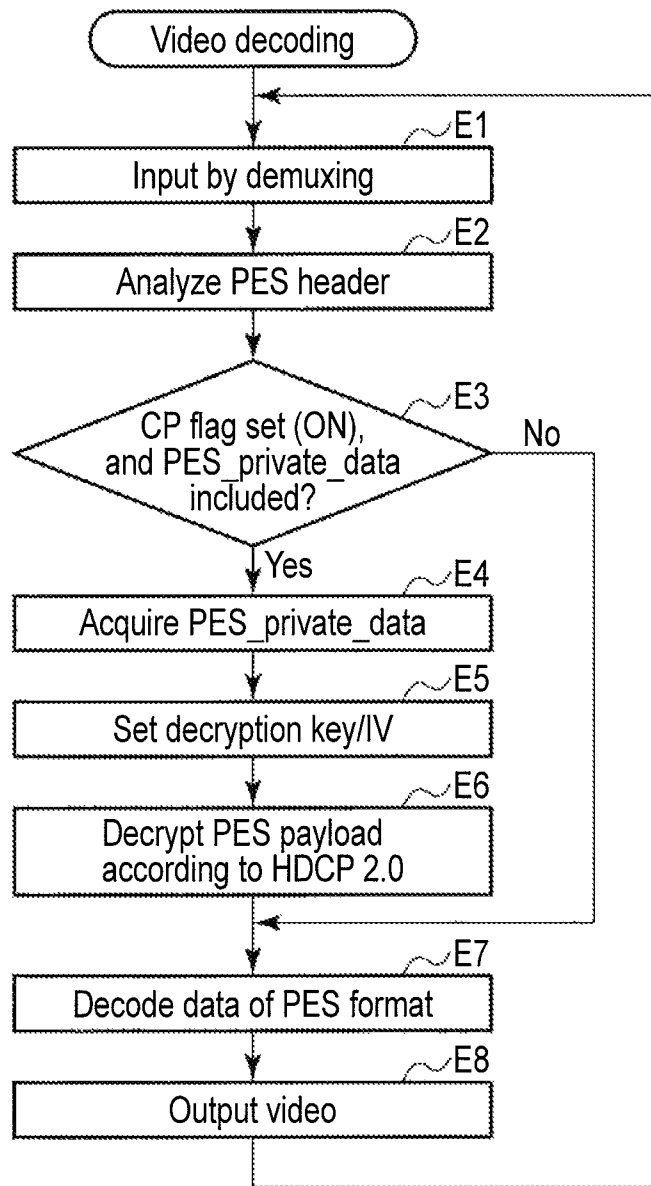 Video decoding
E1
Input by demuxing
E2
Analyze PES header
E3
CP flag set (ON),
and PES_private_data
included?
No
Yes
E4
Acquire PES_private_data
E5
Set decryption key/IV
E6
Decrypt PES payload
according to HDCP 2.0
E7
Decode data of PES format
E8
Output video